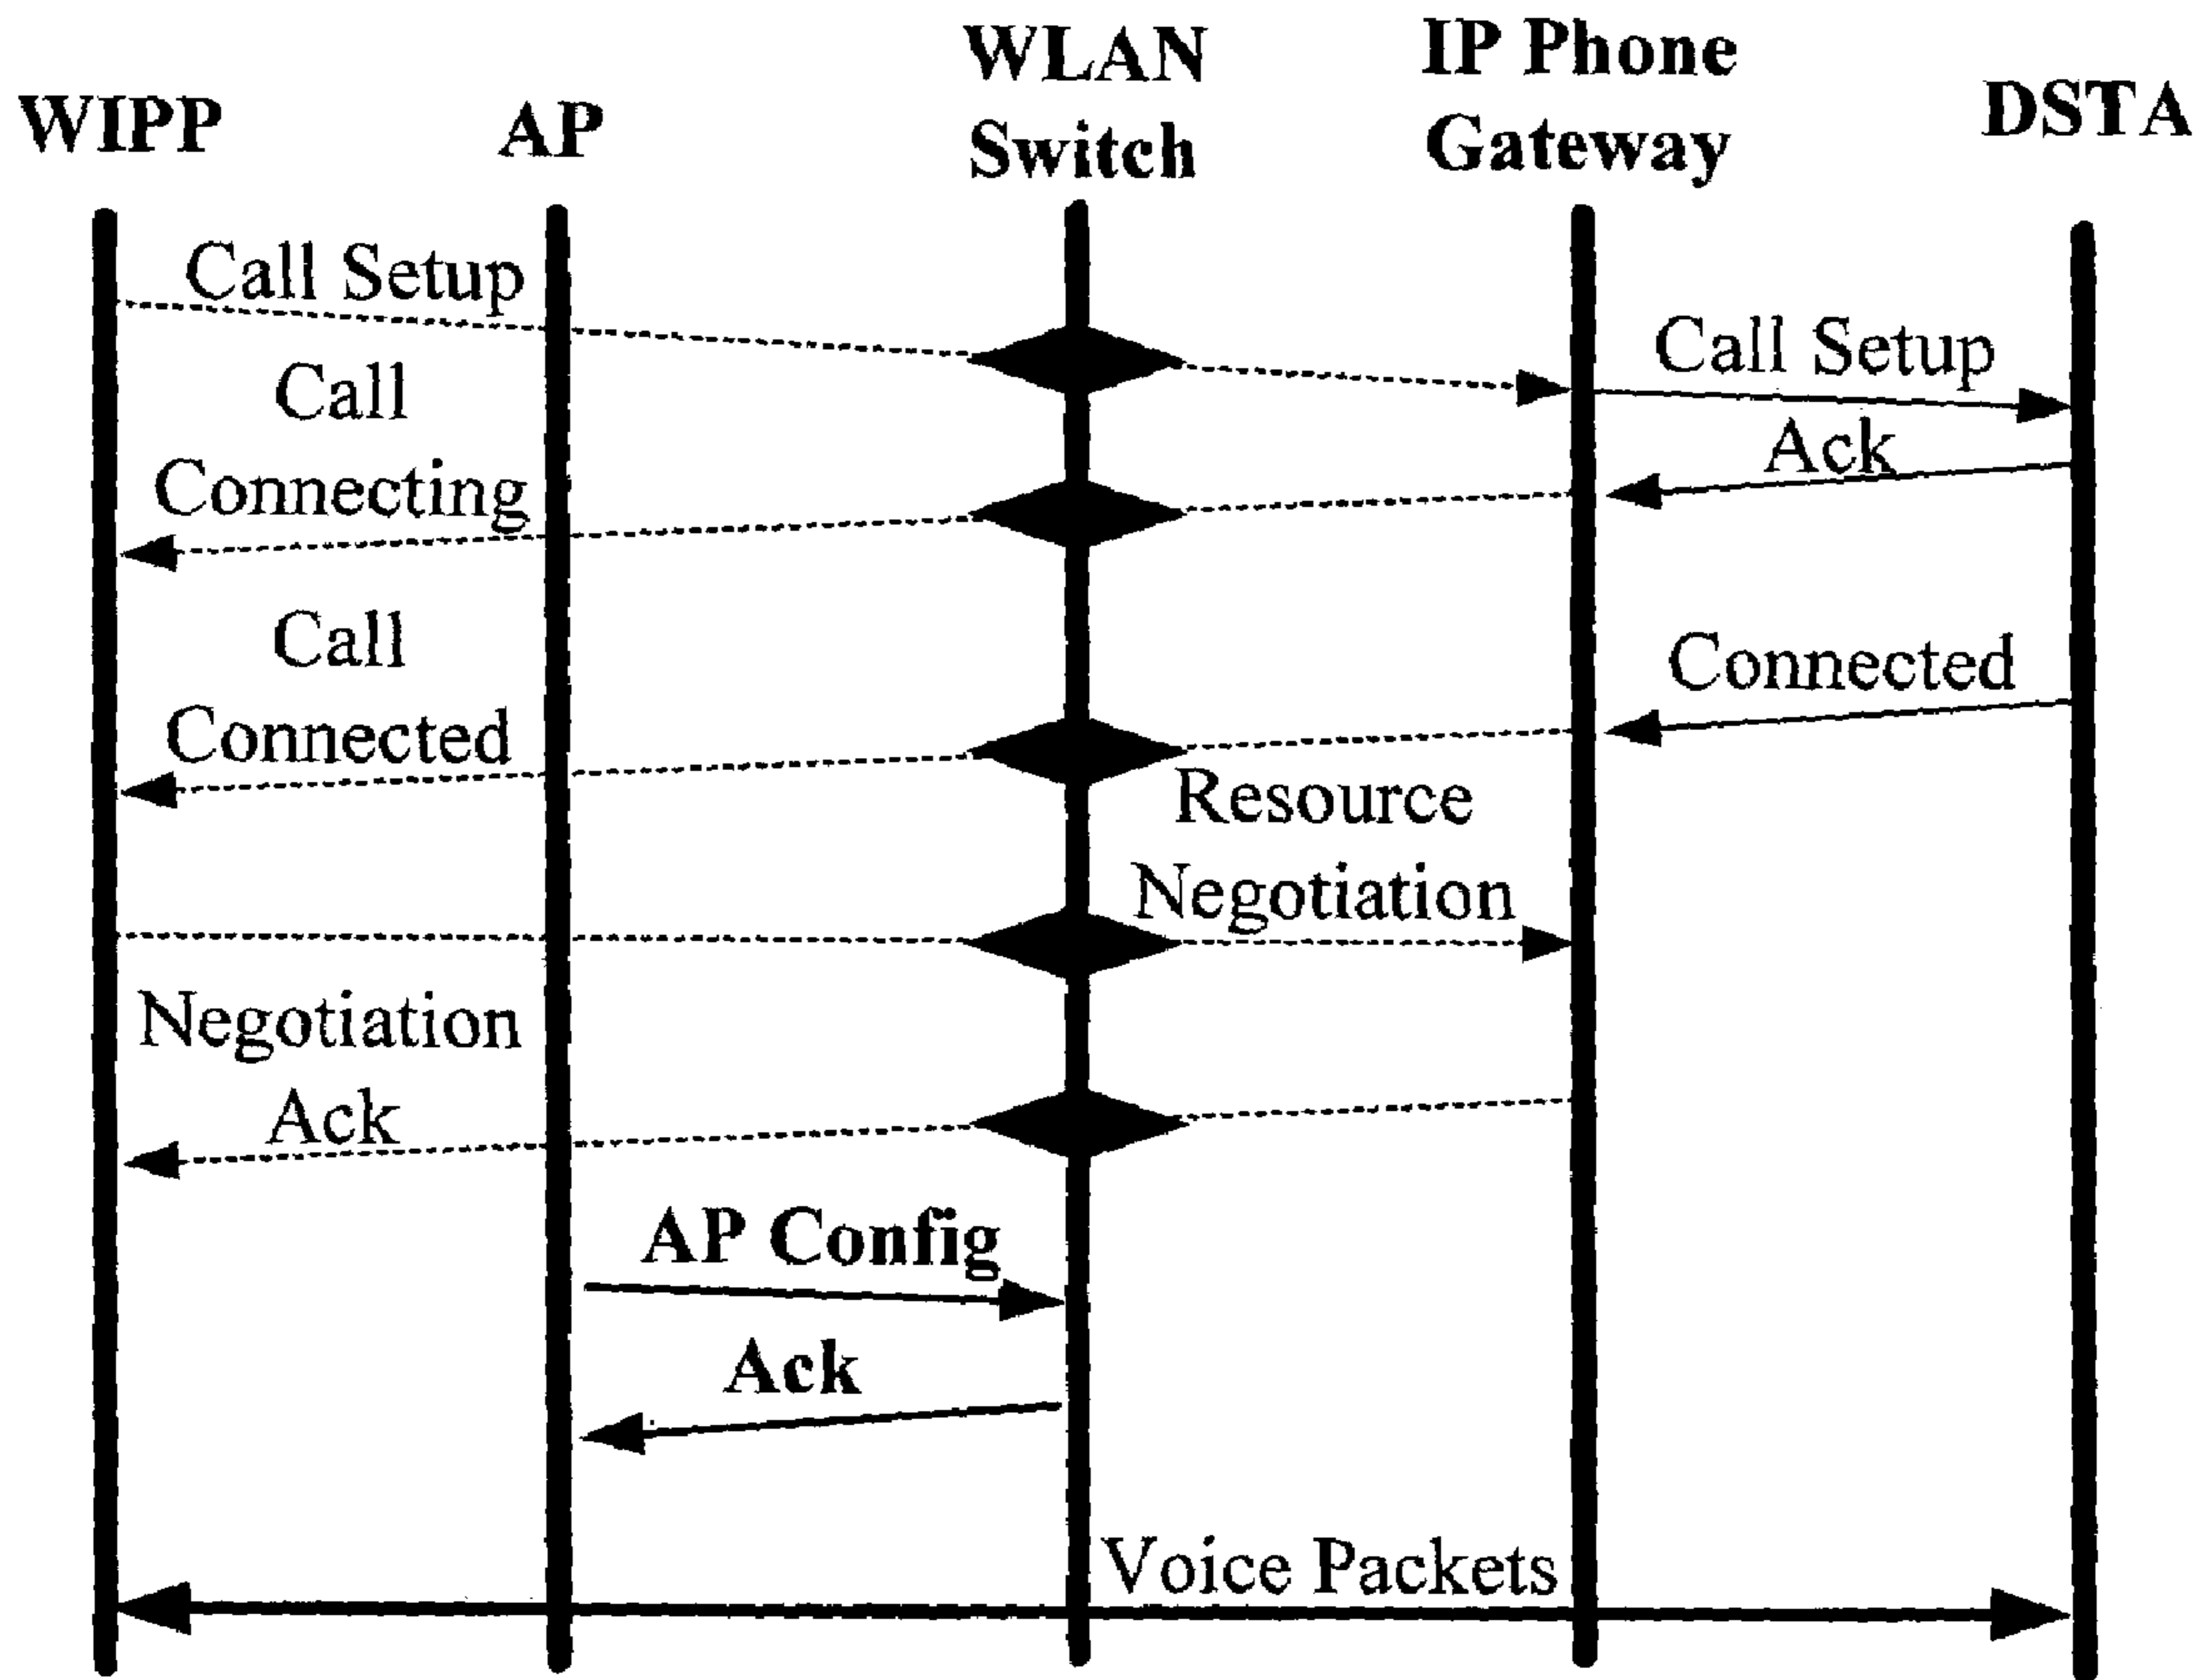 WIPP
AP
WLAN
Switch
IP Phone
Gateway
DSTA
Call Setup
Call Setup
Call
Connecting
Ack
Call
Connected
Connected
Resource
Negotiation
Negotiation
Ack
AP Config
Ack
Voice Packets